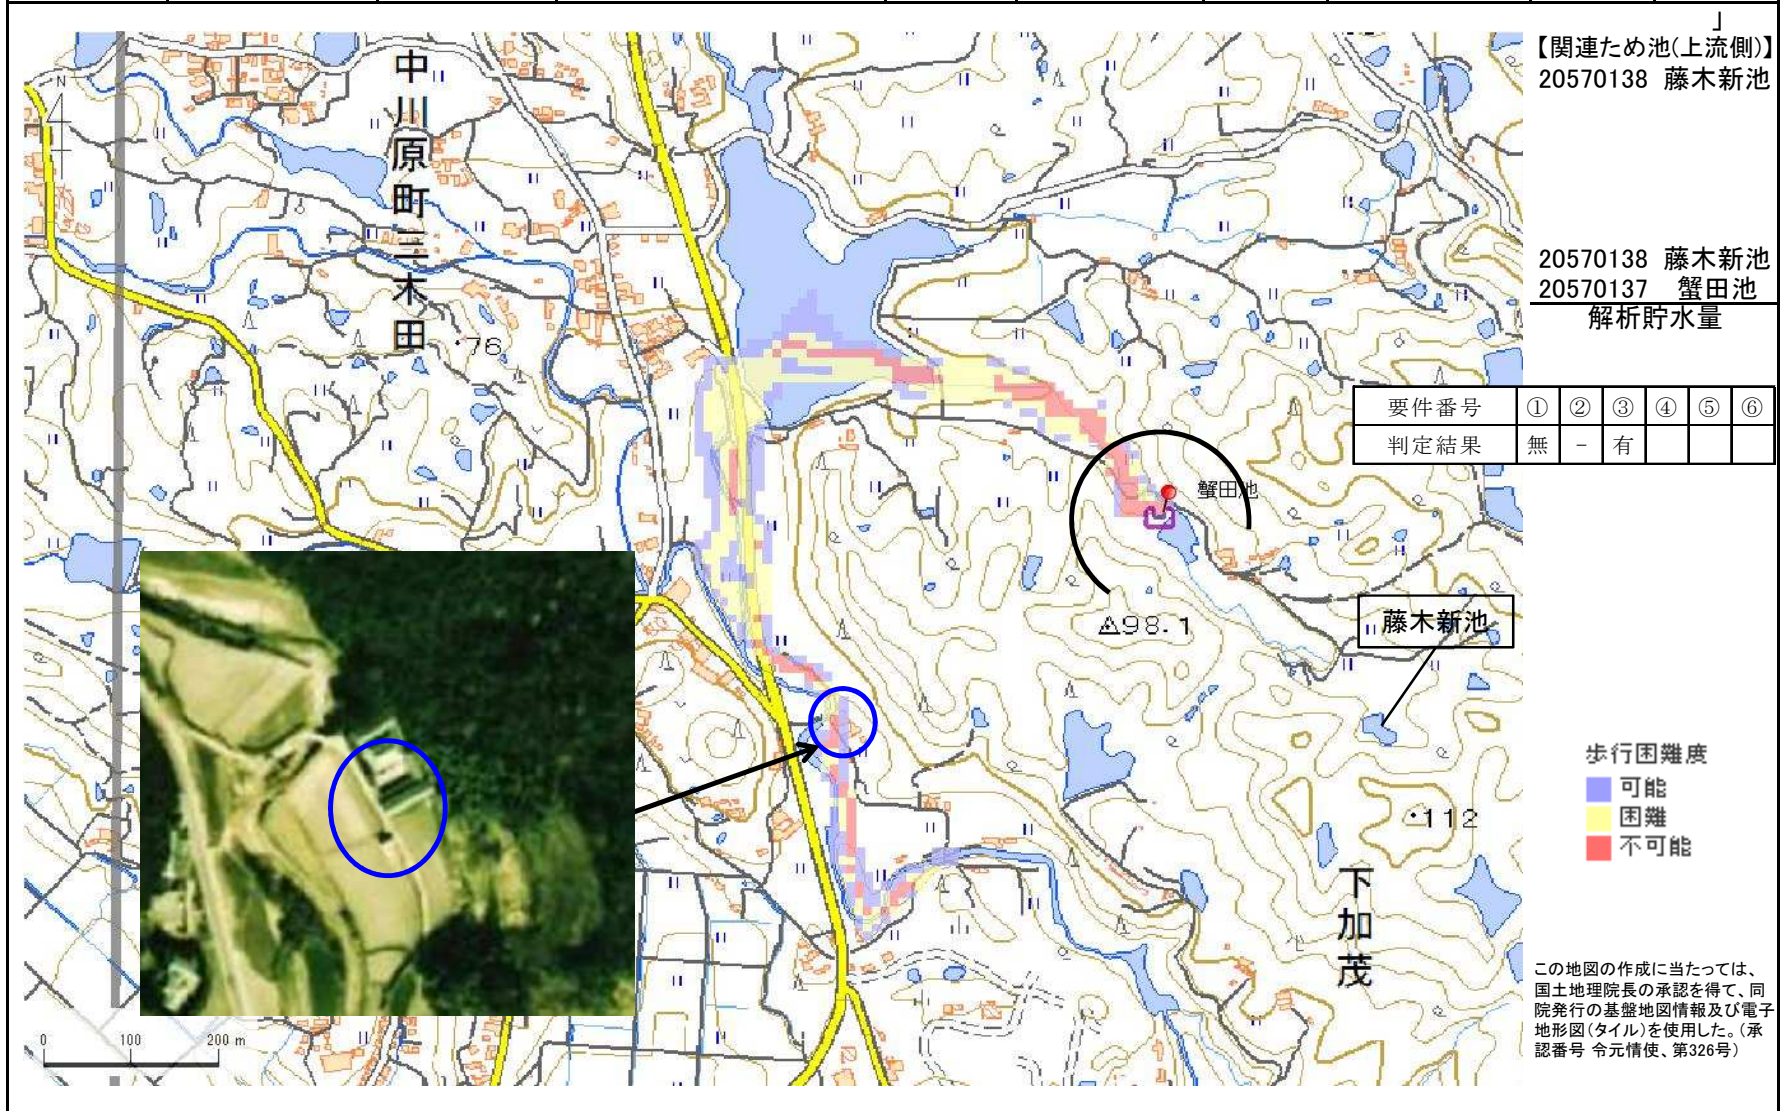 」
【関連ため池(上流側)】
20570138 藤木新池
20570138 藤木新池
20570137 蟹田池
解析貯水量
要件番号 ① ② ③ ④ ⑤ ⑥
判定結果 無 - 有
中川原町三木田
N
・76
蟹田池
98.1
藤木新池
・112
下加茂
歩行困難度
可能
困難
不可能
0 100 200 m
この地図の作成に当たっては、
国土地理院長の承認を得て、同
院発行の基盤地図情報及び電子
地形図(タイル)を使用した。(承
認番号 令元情使、第326号)